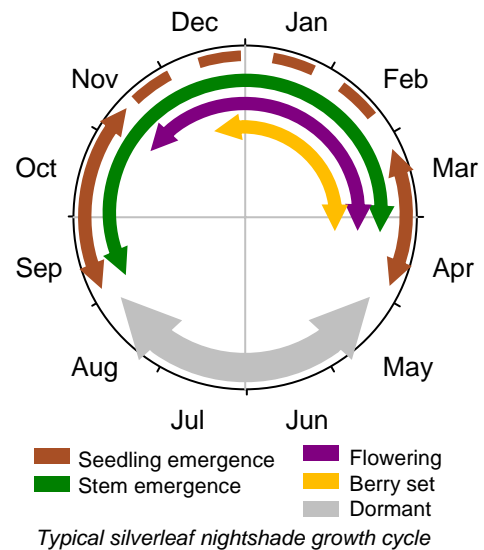 Dec Jan
Nov Feb
Oct Mar
Sep Apr
Aug May
Jul Jun
Seedling emergence Flowering
Stem emergence Berry set
Dormant
Typical silverleaf nightshade growth cycle